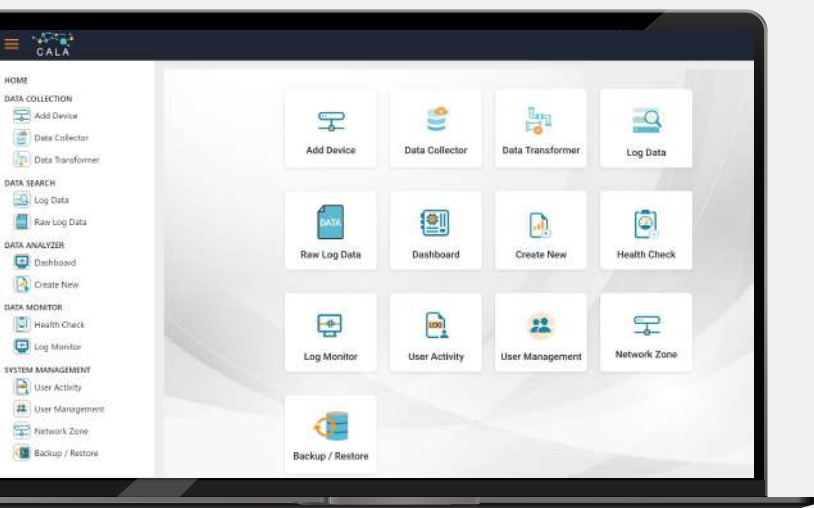 CALA
HOME
DATA COLLECTION
Add Device
Data Collector
Data Transformer
DATA SEARCH
Log Data
Raw Log Data
DATA ANALYZER
Dashboard
Create New
DATA MONITOR
Health Check
Log Monitor
SYSTEM MANAGEMENT
User Activity
User Management
Network Zone
Backup / Restore
Add Device
Data Collector
Data Transformer
Log Data
DATA
Raw Log Data
Dashboard
Create New
Health Check
Log Monitor
LOG
User Activity
User Management
Network Zone
Backup / Restore